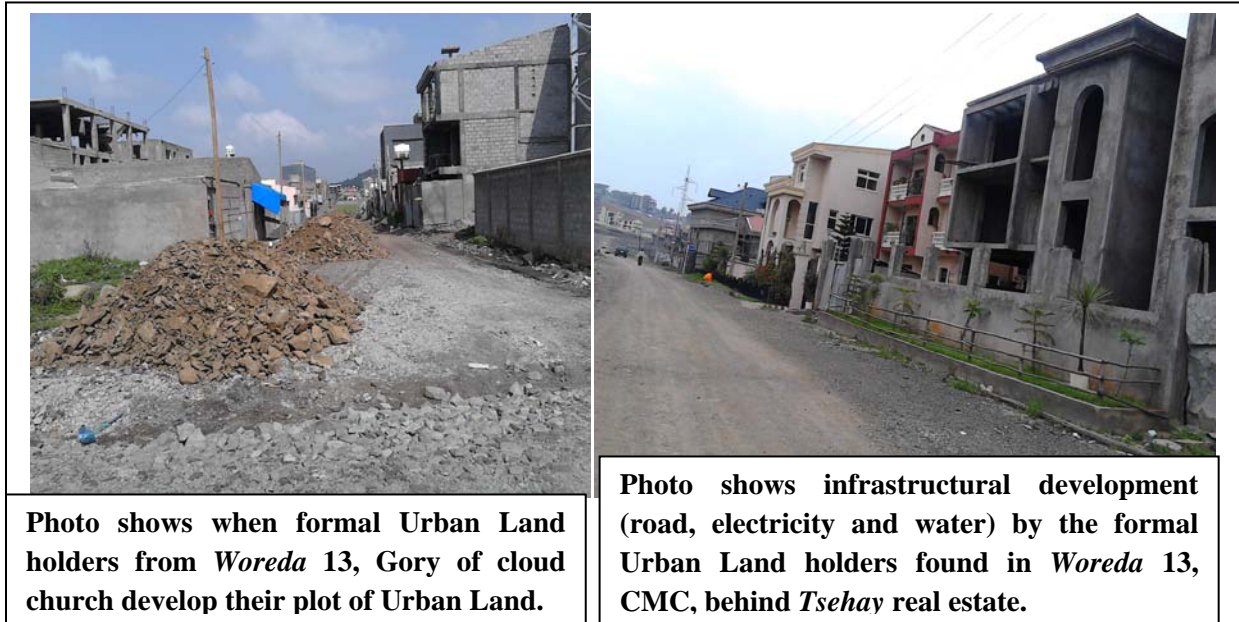 Photo shows when formal Urban Land
holders from Woreda 13, Gory of cloud
church develop their plot of Urban Land.
Photo shows infrastructural development
(road, electricity and water) by the formal
Urban Land holders found in Woreda 13,
CMC, behind Tsehay real estate.